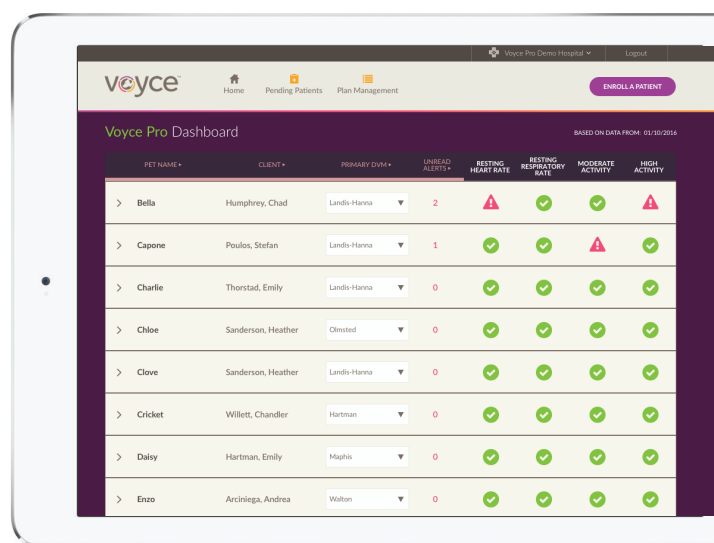 Voyce Pro Demo Hospital
Logout
voyce™
Home
Pending Patients
Plan Management
ENROLL A PATIENT
Voyce Pro Dashboard
BASED ON DATA FROM: 01/10/2016
PET NAME
CLIENT
PRIMARY DVM
UNREAD ALERTS
RESTING HEART RATE
RESTING RESPIRATORY RATE
MODERATE ACTIVITY
HIGH ACTIVITY
Bella Humphrey, Chad Landis-Hanna 2
Capone Poulos, Stefan Landis-Hanna 1
Charlie Thorstad, Emily Landis-Hanna 0
Chloe Sanderson, Heather Olmsted 0
Clove Sanderson, Heather Landis-Hanna 0
Cricket Willett, Chandler Hartman 0
Daisy Hartman, Emily Maphis 0
Enzo Arciniega, Andrea Walton 0